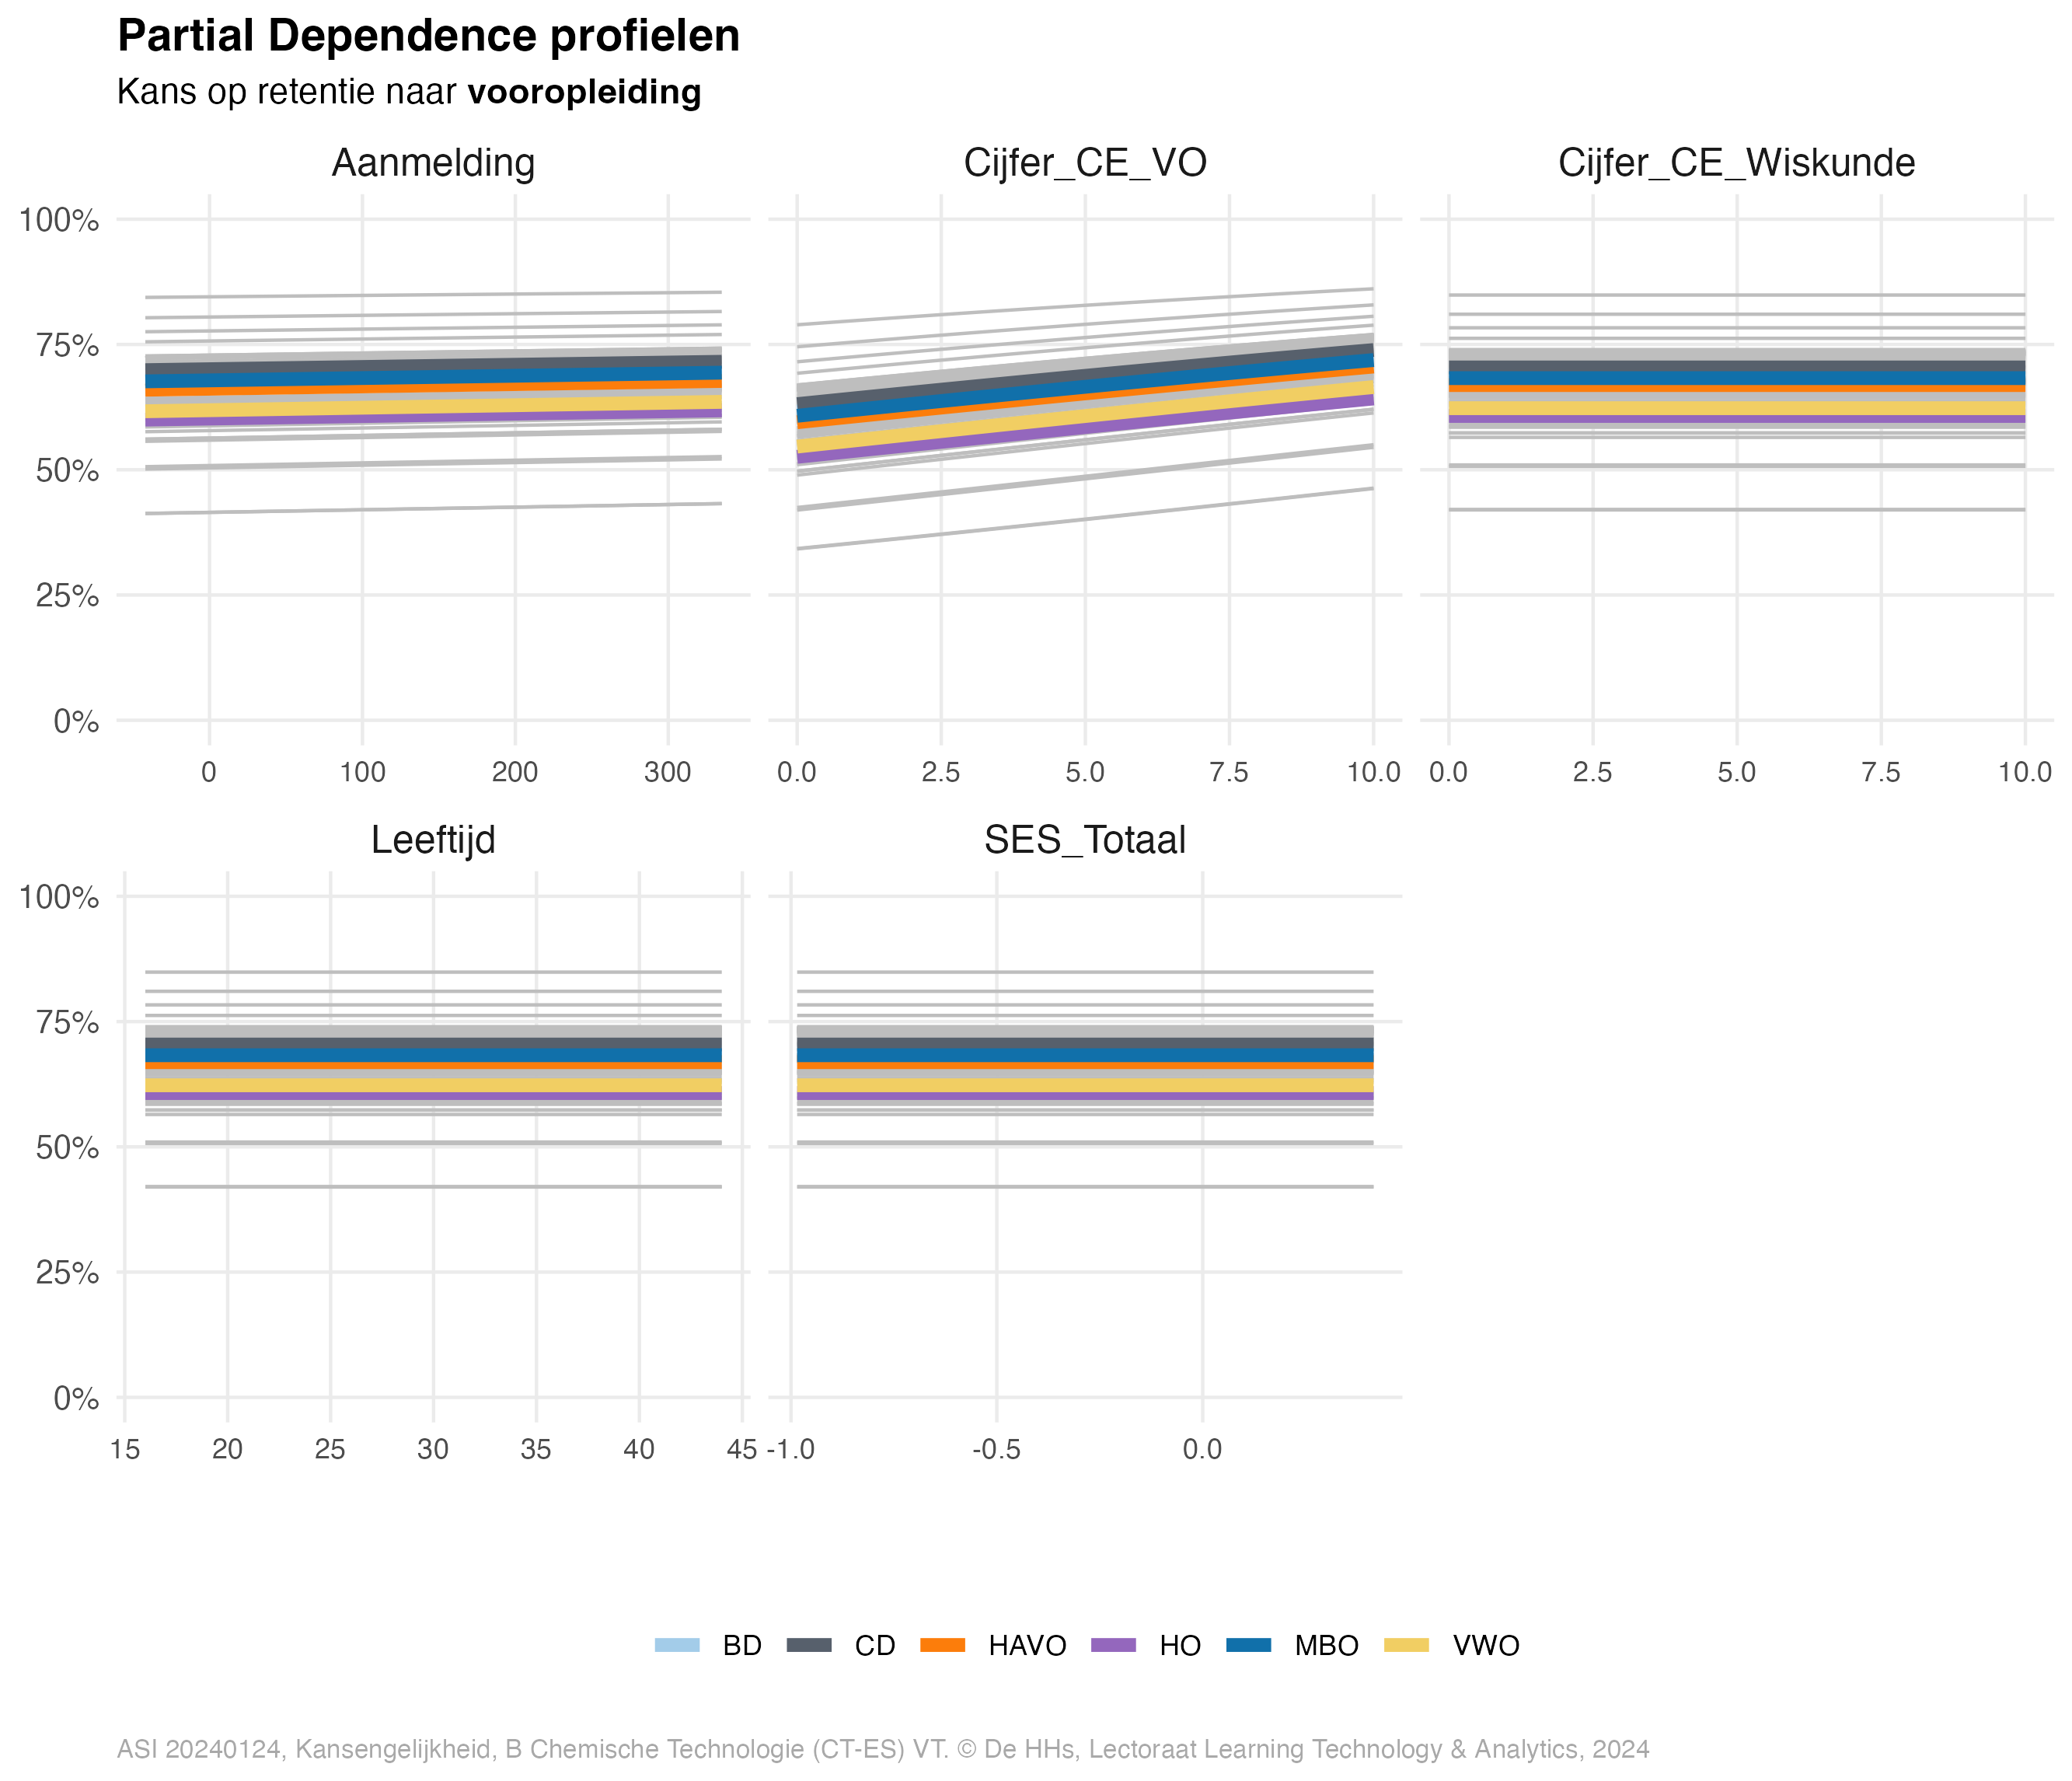 Partial Dependence profielen
Kans op retentie naar vooropleiding
Aanmelding Cijfer_CE_VO Cijfer_CE_Wiskunde
100%
75%
50%
25%
0%
0 100 200 300 0.0 2.5 5.0 7.5 10.0 0.0 2.5 5.0 7.5 10.0
Leeftijd SES_Totaal
100%
75%
50%
25%
0%
15 20 25 30 35 40 45 -1.0 -0.5 0.0
BD CD HAVO HO MBO VWO
ASI 20240124, Kansengelijkheid, B Chemische Technologie (CT-ES) VT. © De HHs, Lectoraat Learning Technology & Analytics, 2024